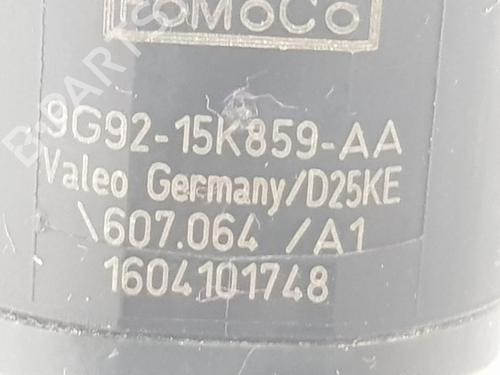 FoMoCo
9G92-15K859-AA
Valeo Germany/D25KE
\607.064 /A1
1604101748